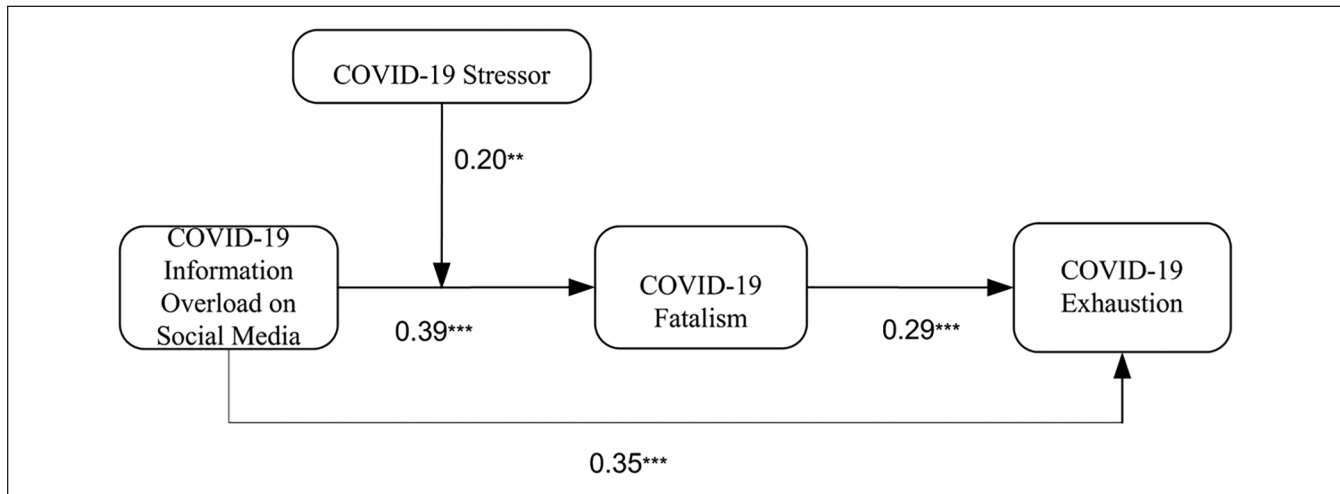 COVID-19 Stressor
0.20**
COVID-19
Information
Overload on
Social Media
0.39***
COVID-19
Fatalism
0.29***
COVID-19
Exhaustion
0.35***